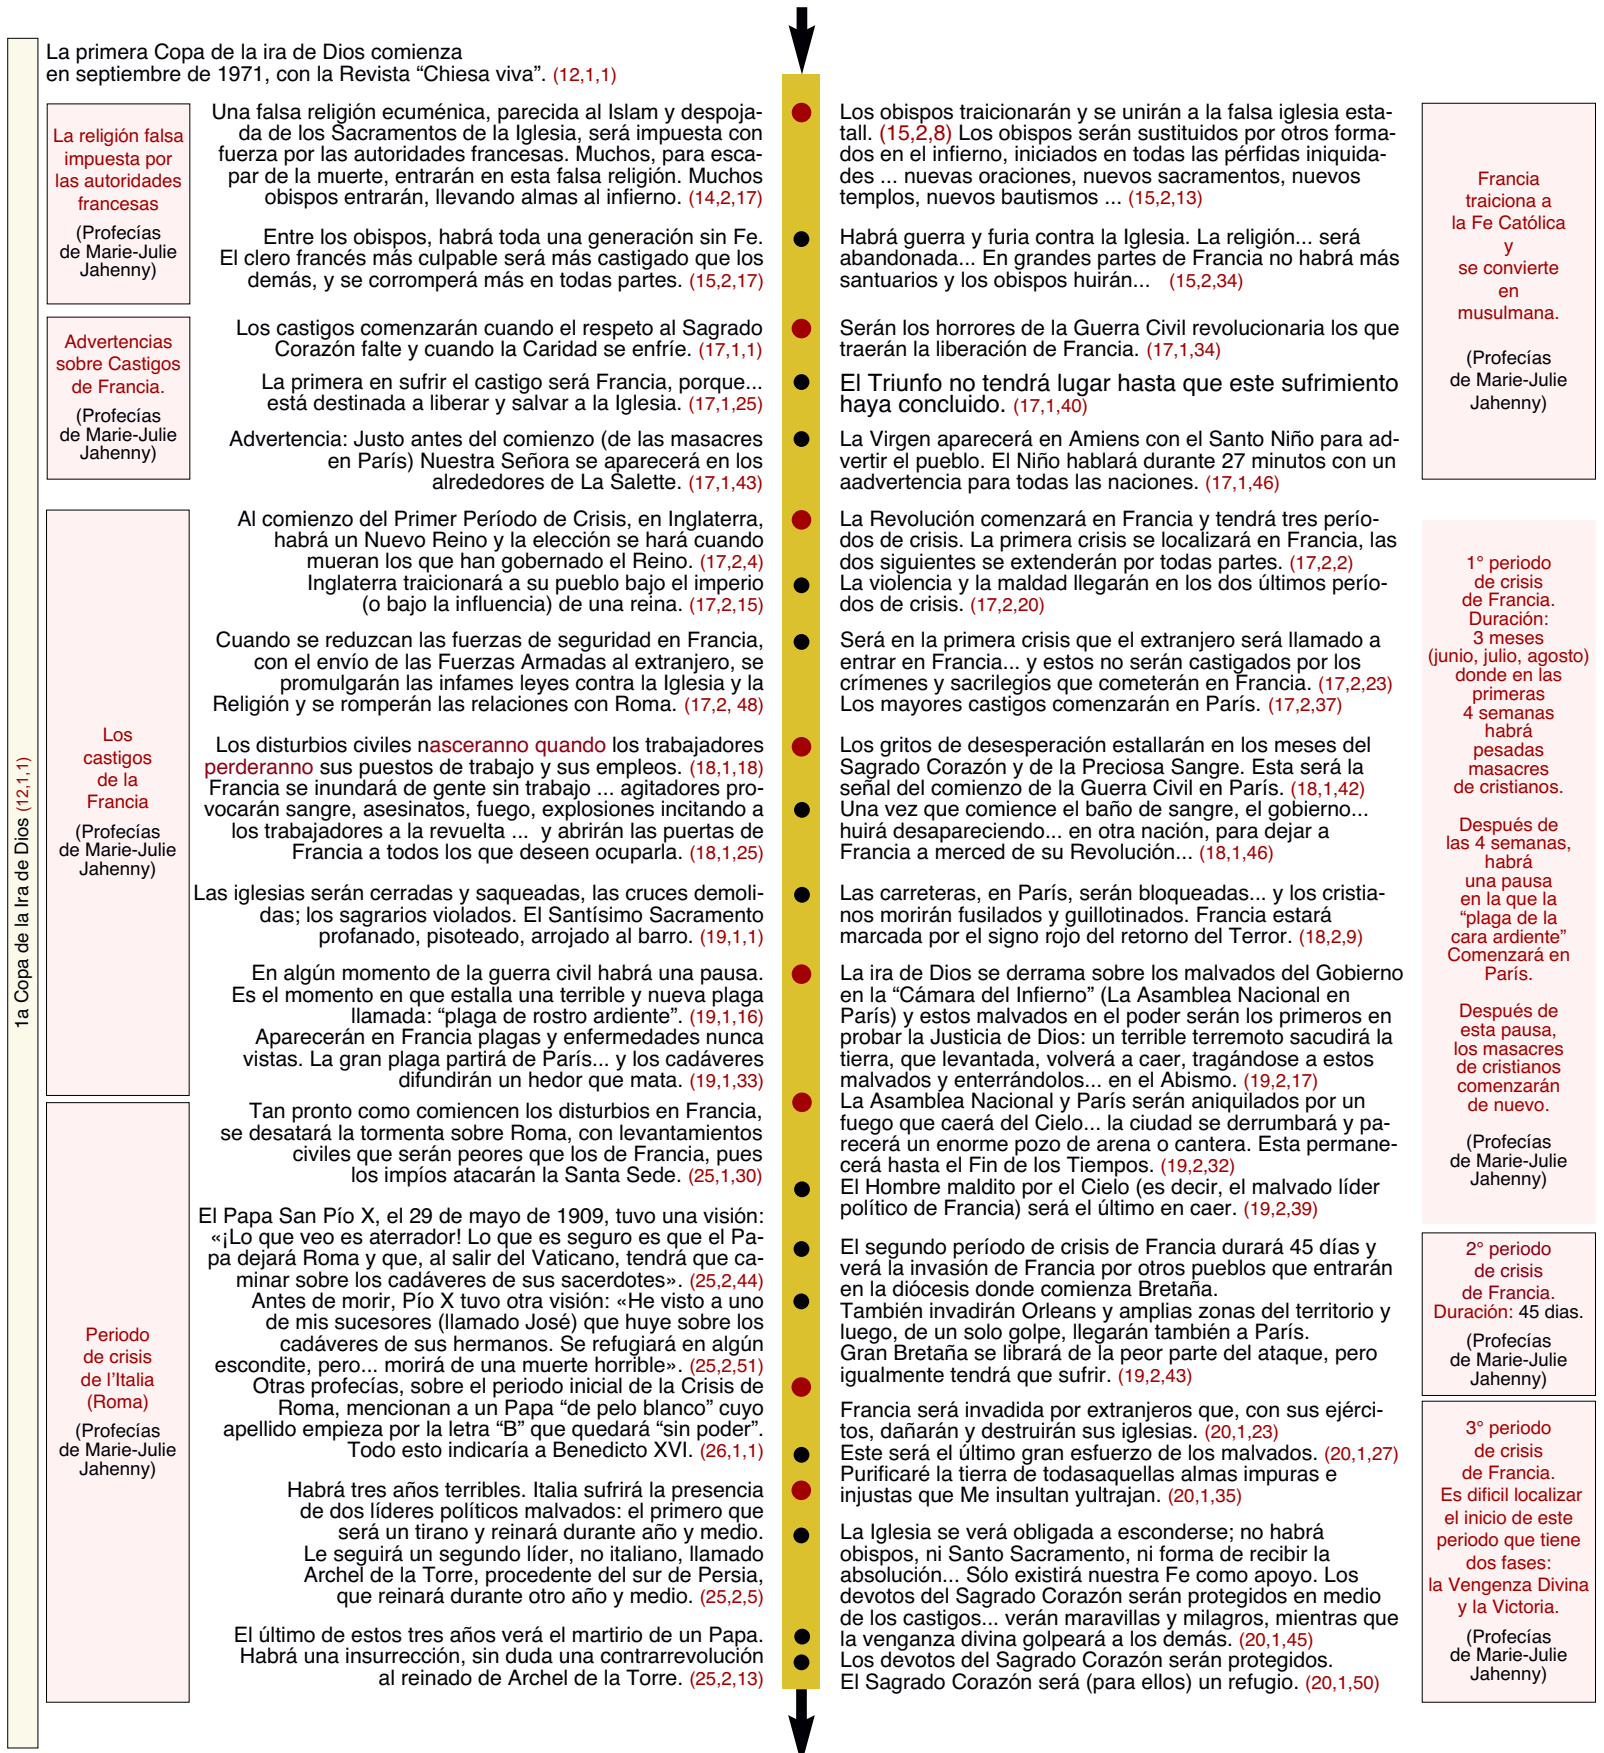 La primera Copa de la ira de Dios comienza
en septiembre de 1971, con la Revista “Chiesa viva”. (12,1,1)
1a Copa de la Ira de Dios (12,1,1)
La religión falsa
impuesta por
las autoridades
francesas
(Profecías
de Marie-Julie
Jahenny)
Advertencias
sobre Castigos
de Francia.
(Profecías
de Marie-Julie
Jahenny)
Los
castigos
de la
Francia
(Profecías
de Marie-Julie
Jahenny)
Periodo
de crisis
de l’Italia
(Roma)
(Profecías
de Marie-Julie
Jahenny)
Una falsa religión ecuménica, parecida al Islam y despoja-
da de los Sacramentos de la Iglesia, será impuesta con
fuerza por las autoridades francesas. Muchos, para esca-
par de la muerte, entrarán en esta falsa religión. Muchos
obispos entrarán, llevando almas al infierno. (14,2,17)
Entre los obispos, habrá toda una generación sin Fe.
El clero francés más culpable será más castigado que los
demás, y se corromperá más en todas partes. (15,2,17)
Los castigos comenzarán cuando el respeto al Sagrado
Corazón falte y cuando la Caridad se enfríe. (17,1,1)
La primera en sufrir el castigo será Francia, porque...
está destinada a liberar y salvar a la Iglesia. (17,1,25)
Advertencia: Justo antes del comienzo (de las masacres
en París) Nuestra Señora se aparecerá en los
alrededores de La Salette. (17,1,43)
Al comienzo del Primer Período de Crisis, en Inglaterra,
habrá un Nuevo Reino y la elección se hará cuando
mueran los que han gobernado el Reino. (17,2,4)
Inglaterra traicionará a su pueblo bajo el imperio
(o bajo la influencia) de una reina. (17,2,15)
Cuando se reduzcan las fuerzas de seguridad en Francia,
con el envío de las Fuerzas Armadas al extranjero, se
promulgarán las infames leyes contra la Iglesia y la
Religión y se romperán las relaciones con Roma. (17,2, 48)
Los disturbios civiles nasceranno quando los trabajadores
perderanno sus puestos de trabajo y sus empleos. (18,1,18)
Francia se inundará de gente sin trabajo ... agitadores pro-
vocarán sangre, asesinatos, fuego, explosiones incitando a
los trabajadores a la revuelta ... y abrirán las puertas de
Francia a todos los que deseen ocuparla. (18,1,25)
Las iglesias serán cerradas y saqueadas, las cruces demoli-
das; los sagrarios violados. El Santísimo Sacramento
profanado, pisoteado, arrojado al barro. (19,1,1)
En algún momento de la guerra civil habrá una pausa.
Es el momento en que estalla una terrible y nueva plaga
llamada: “plaga de rostro ardiente”. (19,1,16)
Aparecerán en Francia plagas y enfermedades nunca
vistas. La gran plaga partirá de París... y los cadáveres
difundirán un hedor que mata. (19,1,33)
Tan pronto como comiencen los disturbios en Francia,
se desatará la tormenta sobre Roma, con levantamientos
civiles que serán peores que los de Francia, pues
los impíos atacarán la Santa Sede. (25,1,30)
El Papa San Pío X, el 29 de mayo de 1909, tuvo una visión:
«¡Lo que veo es aterrador! Lo que es seguro es que el Pa-
pa dejará Roma y que, al salir del Vaticano, tendrá que ca-
minar sobre los cadáveres de sus sacerdotes». (25,2,44)
Antes de morir, Pío X tuvo otra visión: «He visto a uno
de mis sucesores (llamado José) que huye sobre los
cadáveres de sus hermanos. Se refugiará en algún
escondite, pero... morirá de una muerte horrible». (25,2,51)
Otras profecías, sobre el periodo inicial de la Crisis de
Roma, mencionan a un Papa “de pelo blanco” cuyo
apellido empieza por la letra “B” que quedará “sin poder”.
Todo esto indicaría a Benedicto XVI. (26,1,1)
Habrá tres años terribles. Italia sufrirá la presencia
de dos líderes políticos malvados: el primero que
será un tirano y reinará durante año y medio.
Le seguirá un segundo líder, no italiano, llamado
Archel de la Torre, procedente del sur de Persia,
que reinará durante otro año y medio. (25,2,5)
El último de estos tres años verá el martirio de un Papa.
Habrá una insurrección, sin duda una contrarrevolución
al reinado de Archel de la Torre. (25,2,13)
Los obispos traicionarán y se unirán a la falsa iglesia esta-
tall. (15,2,8) Los obispos serán sustituidos por otros forma-
dos en el infierno, iniciados en todas las pérfidas iniquida-
des ... nuevas oraciones, nuevos sacramentos, nuevos
templos, nuevos bautismos ... (15,2,13)
Habrá guerra y furia contra la Iglesia. La religión... será
abandonada... En grandes partes de Francia no habrá más
santuarios y los obispos huirán... (15,2,34)
Serán los horrores de la Guerra Civil revolucionaria los que
traerán la liberación de Francia. (17,1,34)
El Triunfo no tendrá lugar hasta que este sufrimiento
haya concluido. (17,1,40)
La Virgen aparecerá en Amiens con el Santo Niño para ad-
vertir el pueblo. El Niño hablará durante 27 minutos con un
aadvertencia para todas las naciones. (17,1,46)
La Revolución comenzará en Francia y tendrá tres perío-
dos de crisis. La primera crisis se localizará en Francia, las
dos siguientes se extenderán por todas partes. (17,2,2)
La violencia y la maldad llegarán en los dos últimos perío-
dos de crisis. (17,2,20)
Será en la primera crisis que el extranjero será llamado a
entrar en Francia... y estos no serán castigados por los
crímenes y sacrilegios que cometerán en Francia. (17,2,23)
Los mayores castigos comenzarán en París. (17,2,37)
Los gritos de desesperación estallarán en los meses del
Sagrado Corazón y de la Preciosa Sangre. Esta será la
señal del comienzo de la Guerra Civil en París. (18,1,42)
Una vez que comience el baño de sangre, el gobierno...
huirá desapareciendo... en otra nación, para dejar a
Francia a merced de su Revolución... (18,1,46)
Las carreteras, en París, serán bloqueadas... y los cristia-
nos morirán fusilados y guillotinados. Francia estará
marcada por el signo rojo del retorno del Terror. (18,2,9)
La ira de Dios se derrama sobre los malvados del Gobierno
en la “Cámara del Infierno” (La Asamblea Nacional en
París) y estos malvados en el poder serán los primeros en
probar la Justicia de Dios: un terrible terremoto sacudirá la
tierra, que levantada, volverá a caer, tragándose a estos
malvados y enterrándolos... en el Abismo. (19,2,17)
La Asamblea Nacional y París serán aniquilados por un
fuego que caerá del Cielo... la ciudad se derrumbará y pa-
recerá un enorme pozo de arena o cantera. Esta permane-
cerá hasta el Fin de los Tiempos. (19,2,32)
El Hombre maldito por el Cielo (es decir, el malvado líder
político de Francia) será el último en caer. (19,2,39)
El segundo período de crisis de Francia durará 45 días y
verá la invasión de Francia por otros pueblos que entrarán
en la diócesis donde comienza Bretaña.
También invadirán Orleans y amplias zonas del territorio y
luego, de un solo golpe, llegarán también a París.
Gran Bretaña se librará de la peor parte del ataque, pero
igualmente tendrá que sufrir. (19,2,43)
Francia será invadida por extranjeros que, con sus ejérci-
tos, dañarán y destruirán sus iglesias. (20,1,23)
Este será el último gran esfuerzo de los malvados. (20,1,27)
Purificaré la tierra de todasaquellas almas impuras e
injustas que Me insultan yultrajan. (20,1,35)
La Iglesia se verá obligada a esconderse; no habrá
obispos, ni Santo Sacramento, ni forma de recibir la
absolución... Sólo existirá nuestra Fe como apoyo. Los
devotos del Sagrado Corazón serán protegidos en medio
de los castigos... verán maravillas y milagros, mientras que
la venganza divina golpeará a los demás. (20,1,45)
Los devotos del Sagrado Corazón serán protegidos.
El Sagrado Corazón será (para ellos) un refugio. (20,1,50)
Francia
traiciona a
la Fe Católica
y
se convierte
en
musulmana.
(Profecías
de Marie-Julie
Jahenny)
1° periodo
de crisis
de Francia.
Duración:
3 meses
(junio, julio, agosto)
donde en las
primeras
4 semanas
habrá
pesadas
masacres
de cristianos.
Después de
las 4 semanas,
habrá
una pausa
en la que la
“plaga de la
cara ardiente”
Comenzará en
París.
Después de
esta pausa,
los masacres
de cristianos
comenzarán
de nuevo.
(Profecías
de Marie-Julie
Jahenny)
2° periodo
de crisis
de Francia.
Duración: 45 dias.
(Profecías
de Marie-Julie
Jahenny)
3° periodo
de crisis
de Francia.
Es dificil localizar
el inicio de este
periodo que tiene
dos fases:
la Vengenza Divina
y la Victoria.
(Profecías
de Marie-Julie
Jahenny)